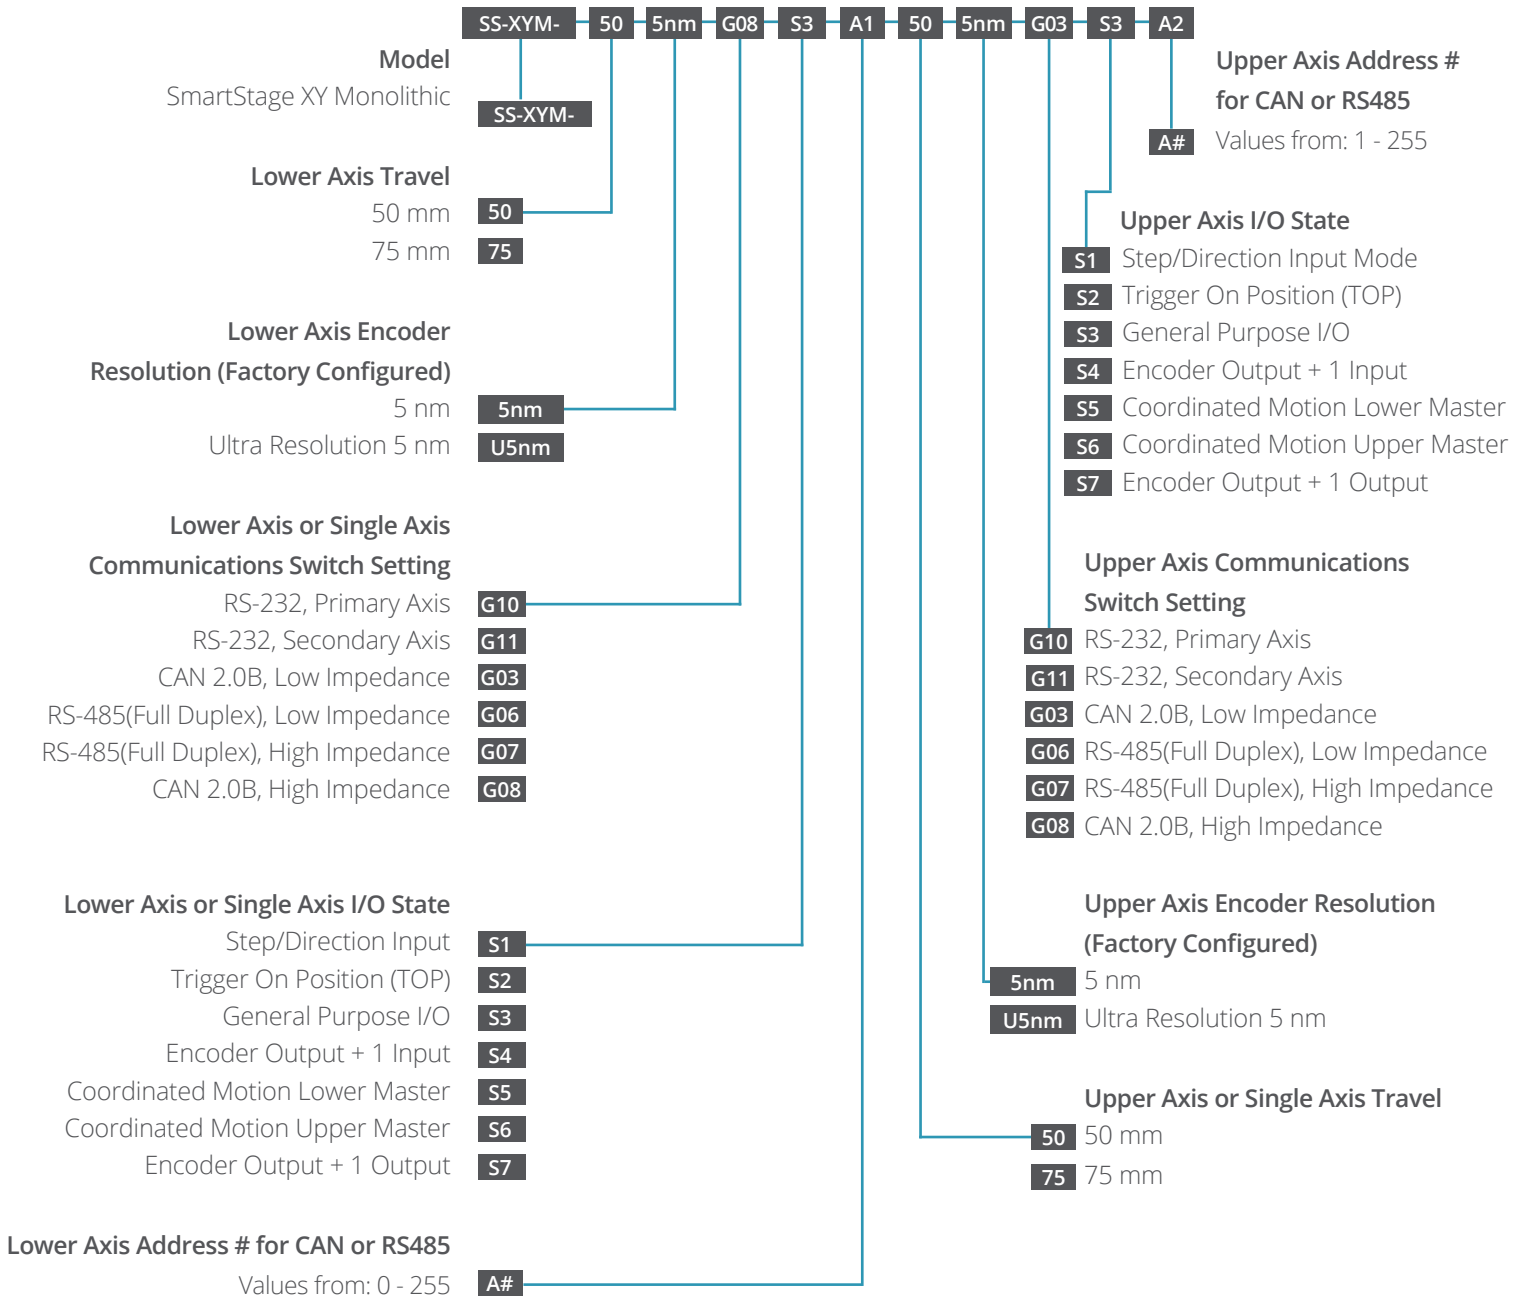 SS-XYM- 50 5nm G08 S3 A1 50 5nm G03 S3 A2
Model
SmartStage XY Monolithic SS-XYM-
Lower Axis Travel
50 mm 50
75 mm 75
Lower Axis Encoder
Resolution (Factory Configured)
5 nm 5nm
Ultra Resolution 5 nm U5nm
Lower Axis or Single Axis
Communications Switch Setting
RS-232, Primary Axis G10
RS-232, Secondary Axis G11
CAN 2.0B, Low Impedance G03
RS-485(Full Duplex), Low Impedance G06
RS-485(Full Duplex), High Impedance G07
CAN 2.0B, High Impedance G08
Lower Axis or Single Axis I/O State
Step/Direction Input S1
Trigger On Position (TOP) S2
General Purpose I/O S3
Encoder Output + 1 Input S4
Coordinated Motion Lower Master S5
Coordinated Motion Upper Master S6
Encoder Output + 1 Output S7
Lower Axis Address # for CAN or RS485
Values from: 0 - 255 A#
Upper Axis Address #
for CAN or RS485
A# Values from: 1 - 255
Upper Axis I/O State
S1 Step/Direction Input Mode
S2 Trigger On Position (TOP)
S3 General Purpose I/O
S4 Encoder Output + 1 Input
S5 Coordinated Motion Lower Master
S6 Coordinated Motion Upper Master
S7 Encoder Output + 1 Output
Upper Axis Communications
Switch Setting
G10 RS-232, Primary Axis
G11 RS-232, Secondary Axis
G03 CAN 2.0B, Low Impedance
G06 RS-485(Full Duplex), Low Impedance
G07 RS-485(Full Duplex), High Impedance
G08 CAN 2.0B, High Impedance
Upper Axis Encoder Resolution
(Factory Configured)
5nm 5 nm
U5nm Ultra Resolution 5 nm
Upper Axis or Single Axis Travel
50 50 mm
75 75 mm